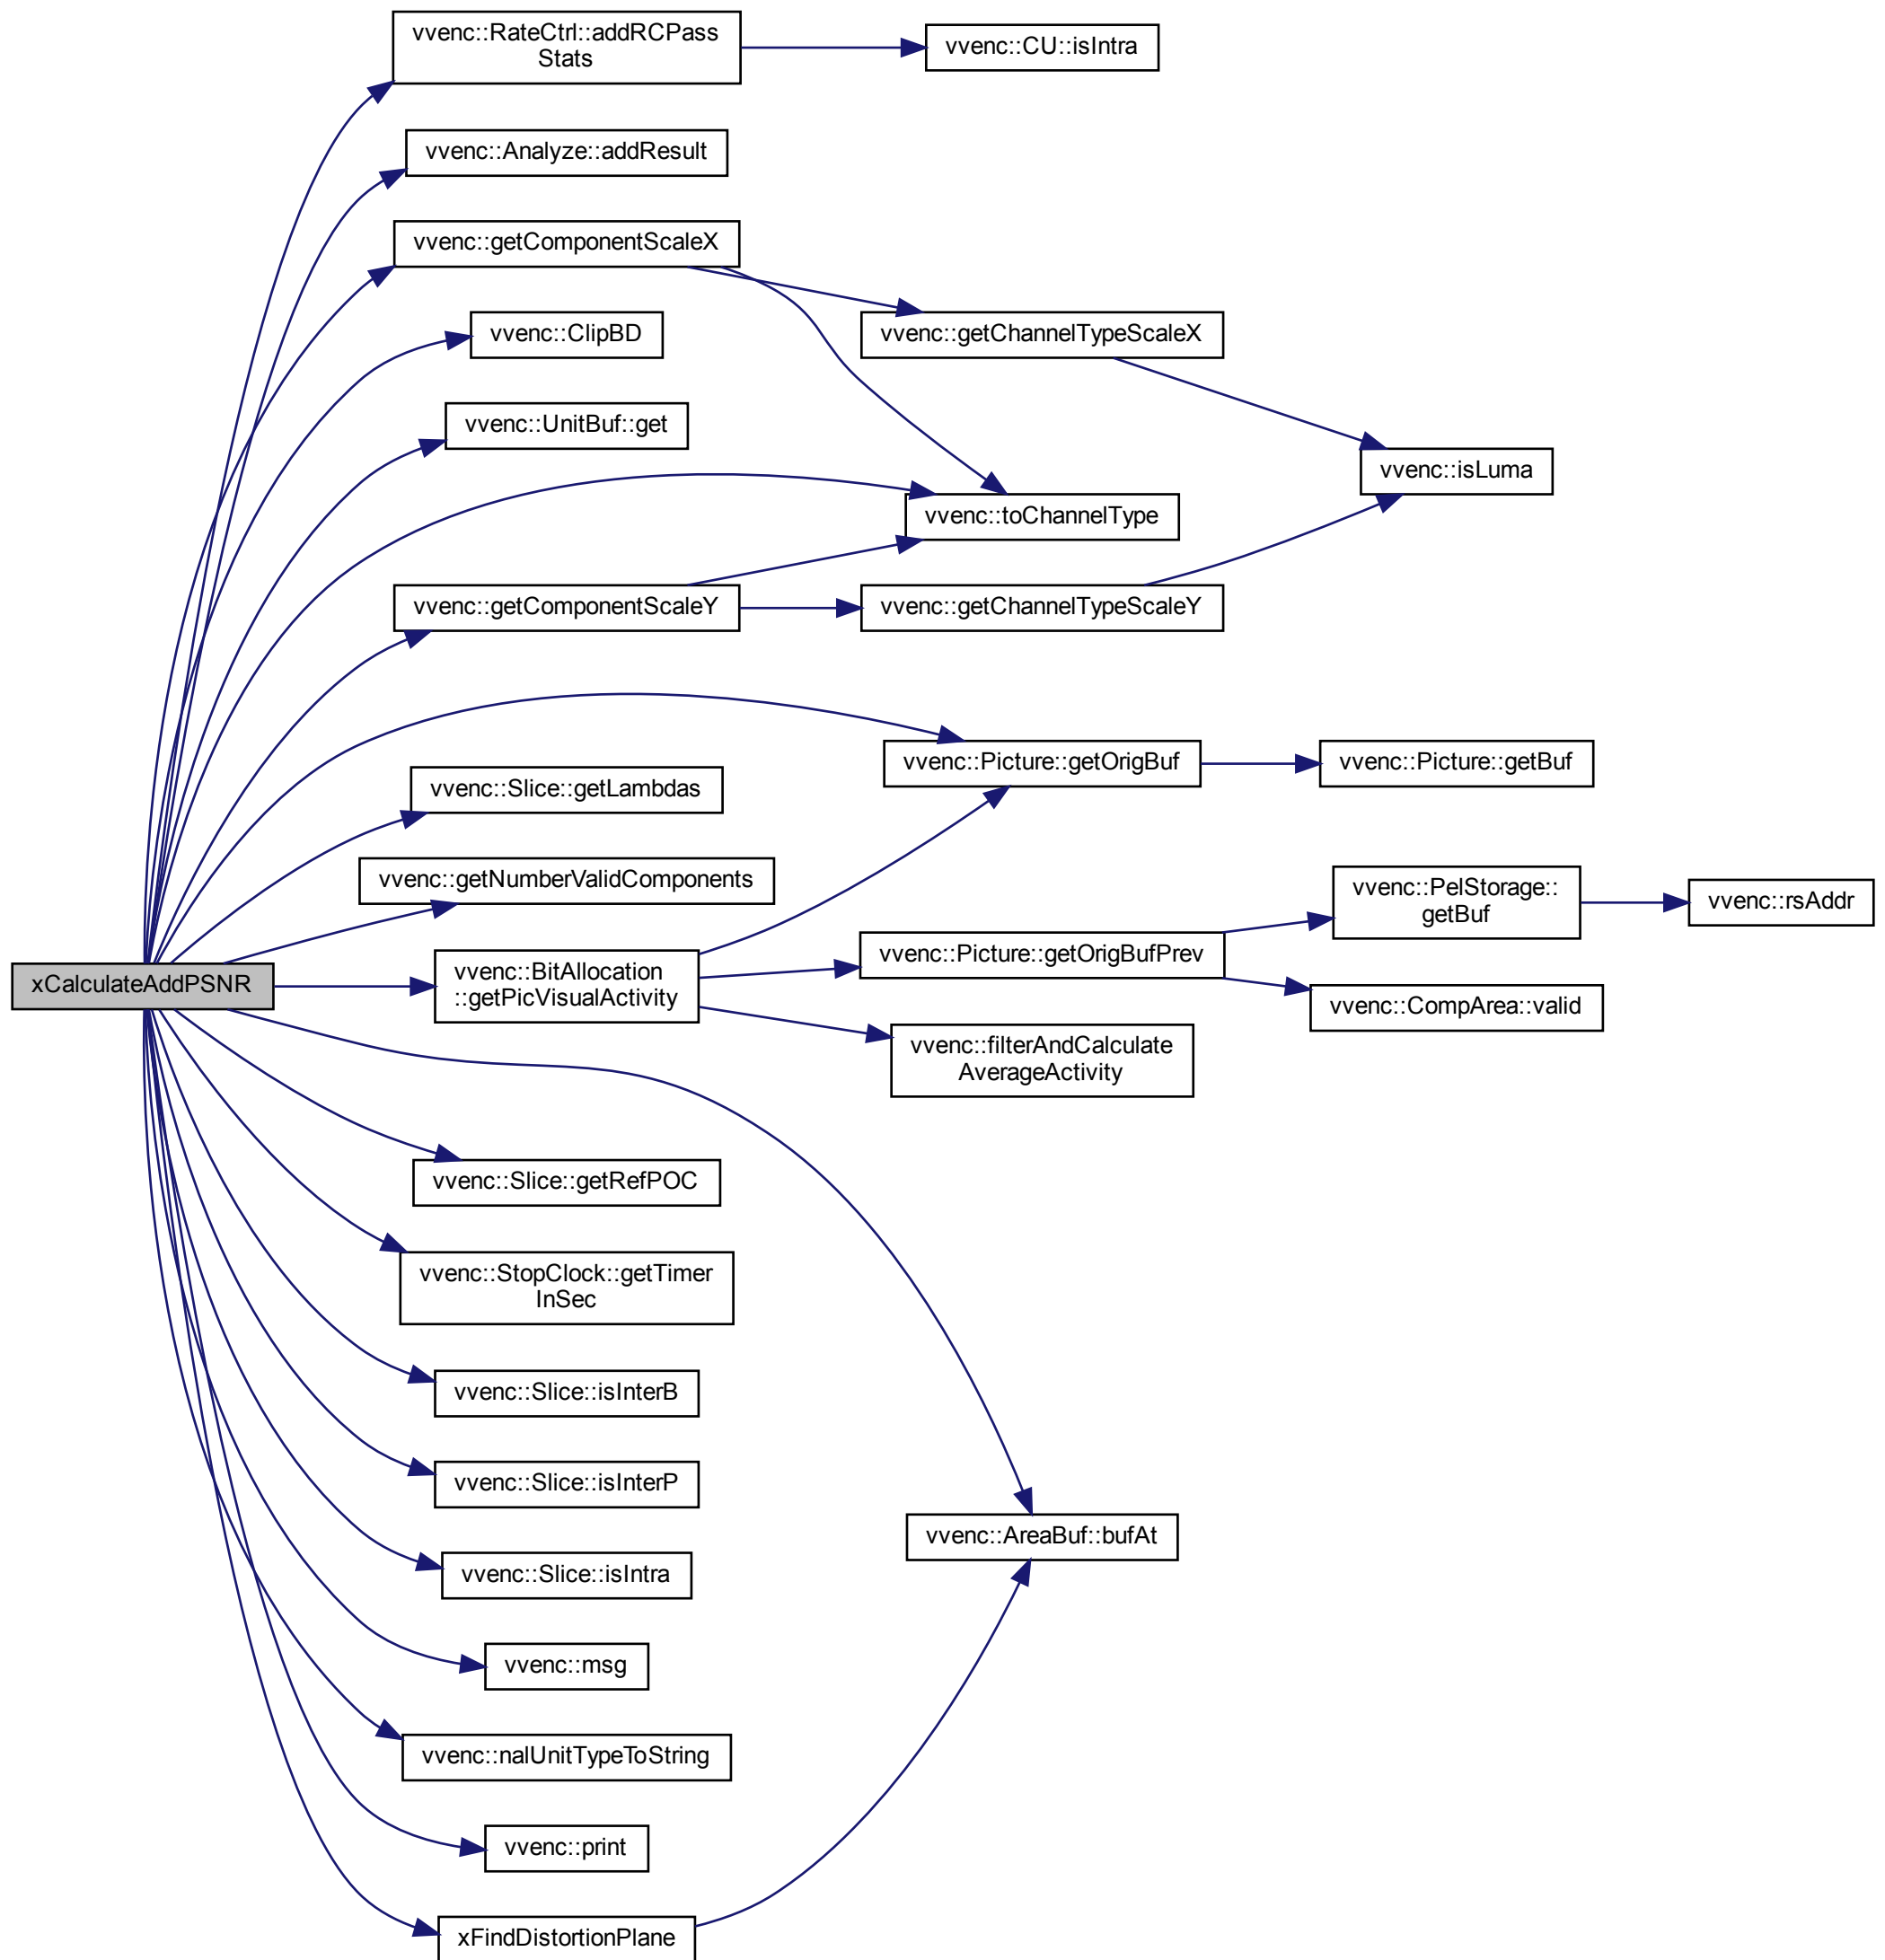 vvenc::RateCtrl::addRCPass
Stats
vvenc::CU::isIntra
vvenc::Analyze::addResult
vvenc::getComponentScaleX
vvenc::ClipBD
vvenc::getChannelTypeScaleX
vvenc::UnitBuf::get
vvenc::isLuma
vvenc::toChannelType
vvenc::getComponentScaleY
vvenc::getChannelTypeScaleY
vvenc::Picture::getOrigBuf
vvenc::Picture::getBuf
vvenc::Slice::getLambdas
vvenc::getNumberValidComponents
vvenc::PelStorage::
getBuf
vvenc::rsAddr
vvenc::Picture::getOrigBufPrev
xCalculateAddPSNR
vvenc::BitAllocation
::getPicVisualActivity
vvenc::CompArea::valid
vvenc::filterAndCalculate
AverageActivity
vvenc::Slice::getRefPOC
vvenc::StopClock::getTimer
InSec
vvenc::Slice::isInterB
vvenc::Slice::isInterP
vvenc::AreaBuf::bufAt
vvenc::Slice::isIntra
vvenc::msg
vvenc::nalUnitTypeToString
vvenc::print
xFindDistortionPlane